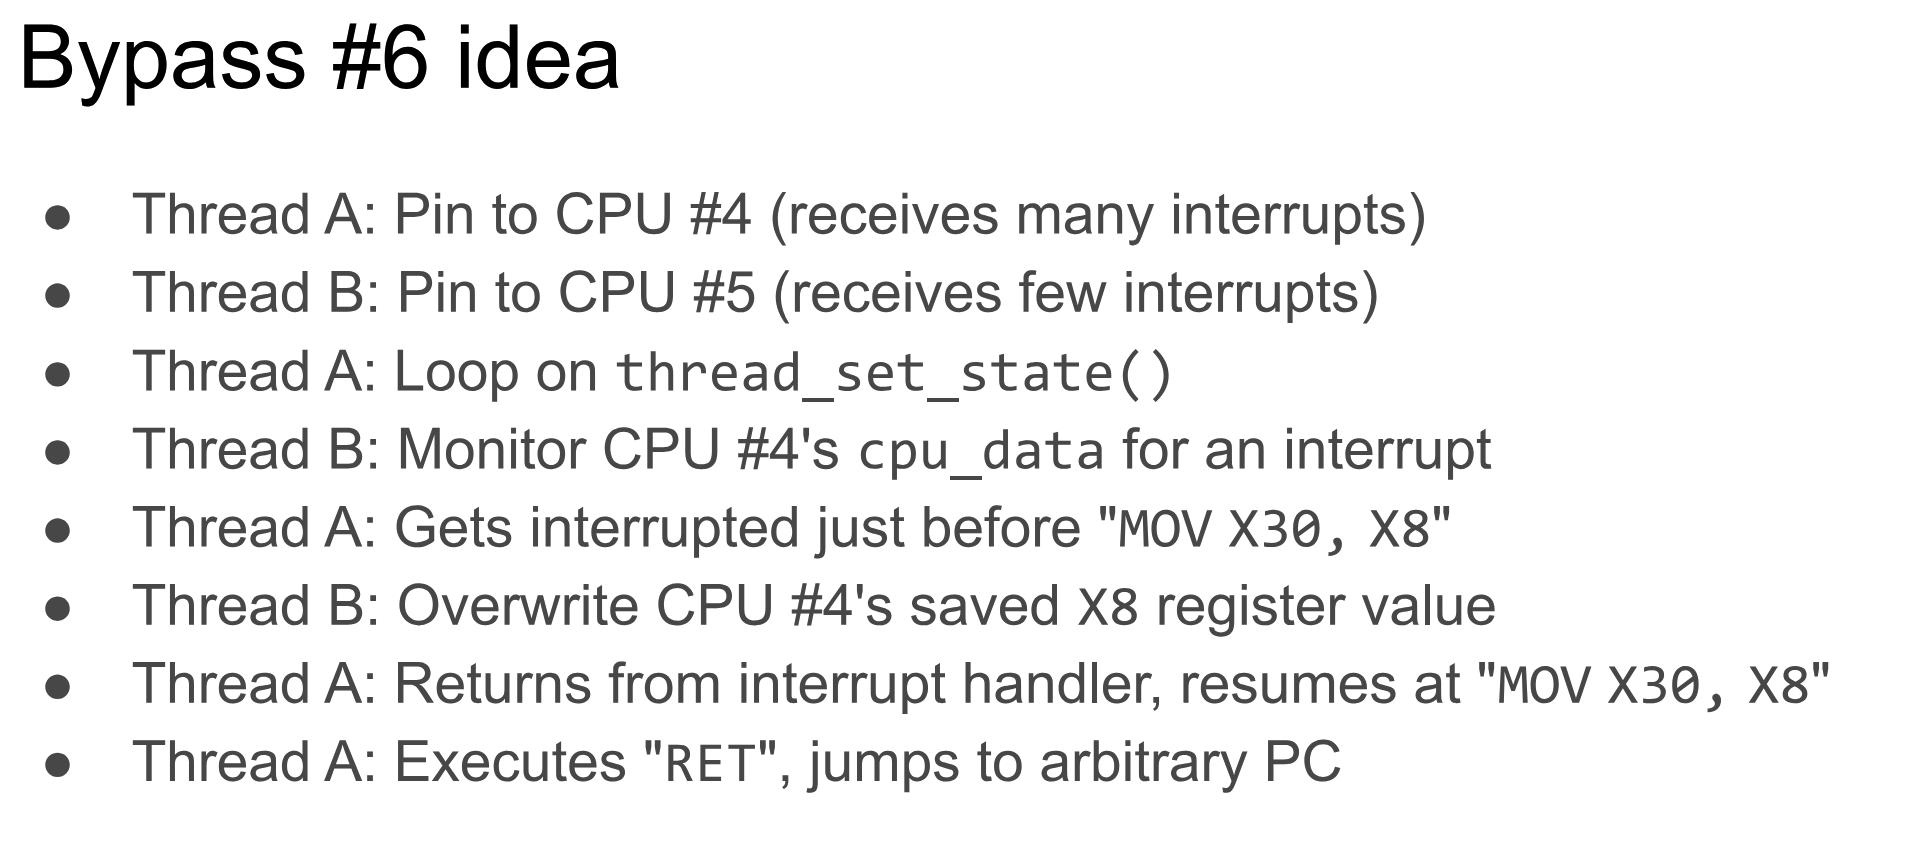 Bypass #6 idea
● Thread A: Pin to CPU #4 (receives many interrupts)
● Thread B: Pin to CPU #5 (receives few interrupts)
● Thread A: Loop on thread_set_state()
● Thread B: Monitor CPU #4's cpu_data for an interrupt
● Thread A: Gets interrupted just before "MOV X30, X8"
● Thread B: Overwrite CPU #4's saved X8 register value
● Thread A: Returns from interrupt handler, resumes at "MOV X30, X8"
● Thread A: Executes "RET", jumps to arbitrary PC